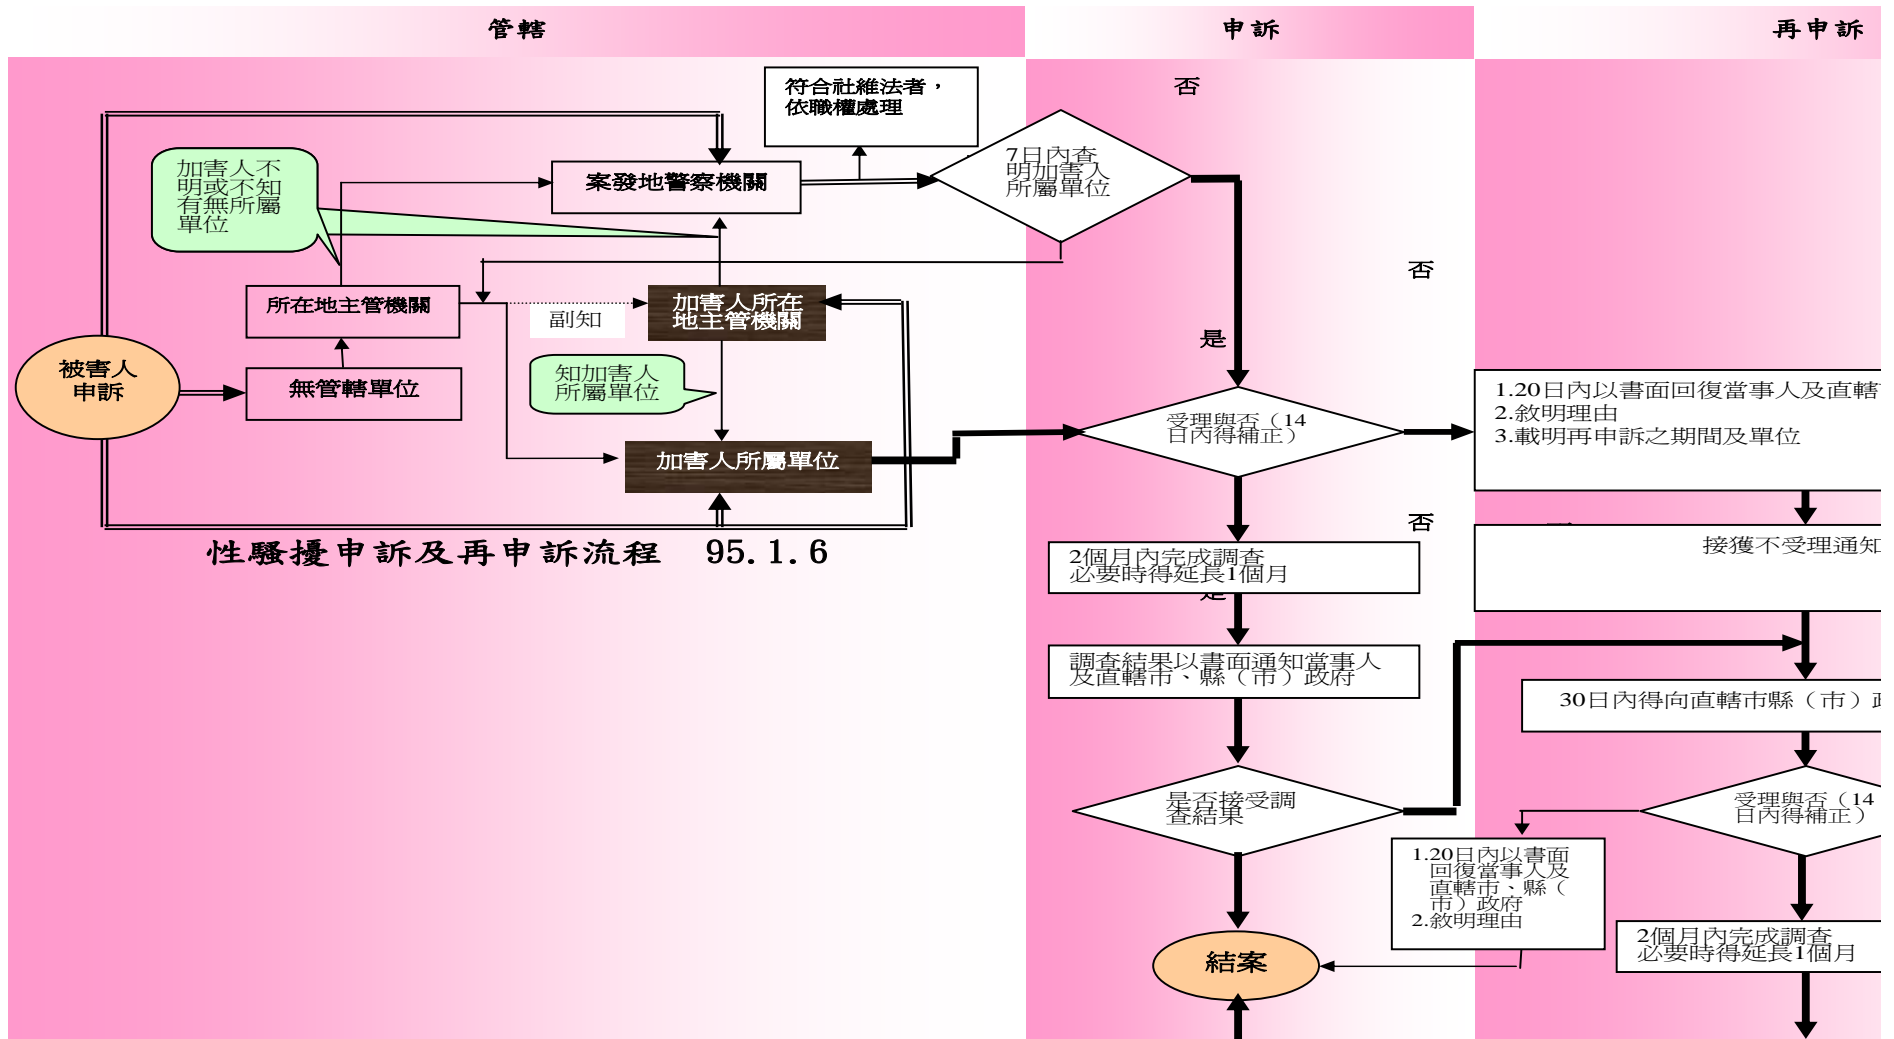 管轄
申訴
再申訴
符合社維法者，
依職權處理
否
加害人不
明或不知
有無所屬
單位
案發地警察機關
7日內查
明加害人
所屬單位
否
所在地主管機關
副知
加害人所在
地主管機關
是
被害人
申訴
無管轄單位
知加害人
所屬單位
受理與否（14
日內得補正）
1.20日內以書面回復當事人及直轄
2.敘明理由
3.載明再申訴之期間及單位
加害人所屬單位
否
性騷擾申訴及再申訴流程 95.1.6
2個月內完成調查
必要時得延長1個月
是
接獲不受理通知
調查結果以書面通知當事人
及直轄市、縣（市）政府
30日內得向直轄市縣（市）
是否接受調
查結果
受理與否（14
日內得補正）
1.20日內以書面
回復當事人及
直轄市、縣（
市）政府
2.敘明理由
結案
2個月內完成調查
必要時得延長1個月